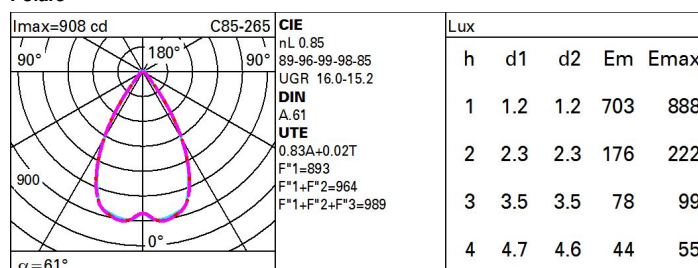 Imax=908 cd C85-265
90° 180° 90°
900
0°
α=61°
CIE
nL 0.85
89-96-99-98-85
UGR 16.0-15.2
DIN
A.61
UTE
0.83A+0.02T
F"1=893
F"1+F"2=964
F"1+F"2+F"3=989
Lux
h d1 d2 Em Emax
1 1.2 1.2 703 888
2 2.3 2.3 176 222
3 3.5 3.5 78 99
4 4.7 4.6 44 55